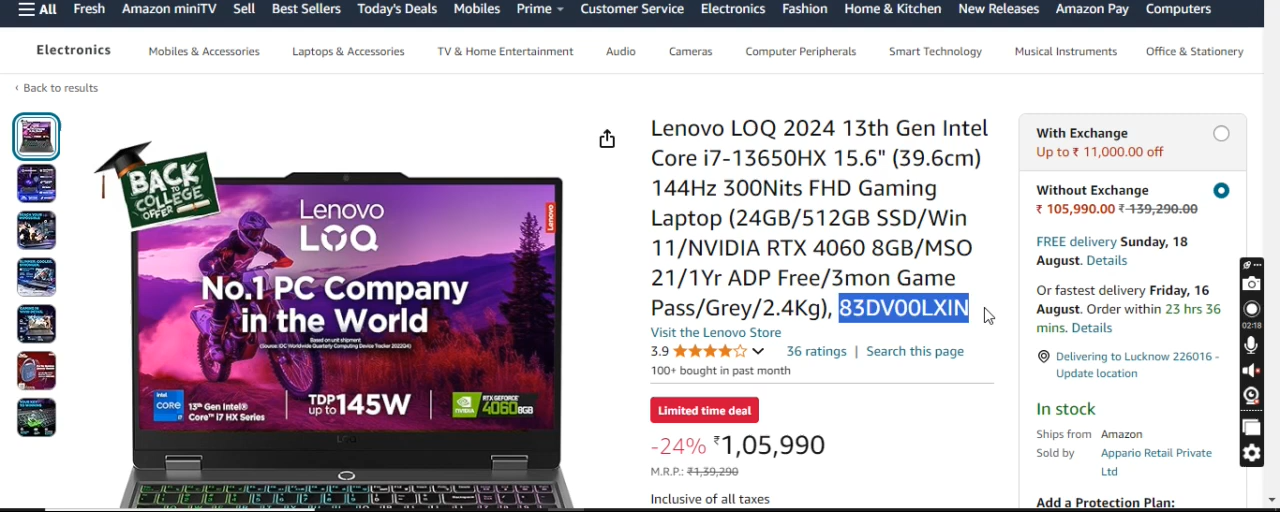 All Fresh Amazon miniTV Sell Best Sellers Today's Deals Mobiles Prime Customer Service Electronics Fashion Home & Kitchen New Releases Amazon Pay Computers
Electronics Mobiles & Accessories Laptops & Accessories TV & Home Entertainment Audio Cameras Computer Peripherals Smart Technology Musical Instruments Office & Stationery
‹ Back to results
BACK
TO
COLLEGE
OFFER
Lenovo
LOQ
Lenovo
No.1 PC Company
in the World
Based on unit shipment
intel
CORE
i7
13th Gen Intel®
Core™ i7 HX Series
TDP
up to 145W
NVIDIA
RTX GEFORCE
4060 8GB
LOQ
Lenovo LOQ 2024 13th Gen Intel
Core i7-13650HX 15.6" (39.6cm)
144Hz 300Nits FHD Gaming
Laptop (24GB/512GB SSD/Win
11/NVIDIA RTX 4060 8GB/MSO
21/1Yr ADP Free/3mon Game
Pass/Grey/2.4Kg), 83DV00LXIN
Visit the Lenovo Store
3.9 36 ratings | Search this page
100+ bought in past month
Limited time deal
-24% ₹1,05,990
M.R.P.: ₹1,39,290
Inclusive of all taxes
With Exchange
Up to ₹ 11,000.00 off
Without Exchange
₹ 105,990.00 ₹ 139,290.00
FREE delivery Sunday, 18
August. Details
Or fastest delivery Friday, 16
August. Order within 23 hrs 36
mins. Details
Delivering to Lucknow 226016 -
Update location
In stock
Ships from Amazon
Sold by Appario Retail Private
Ltd
Add a Protection Plan:
02:18